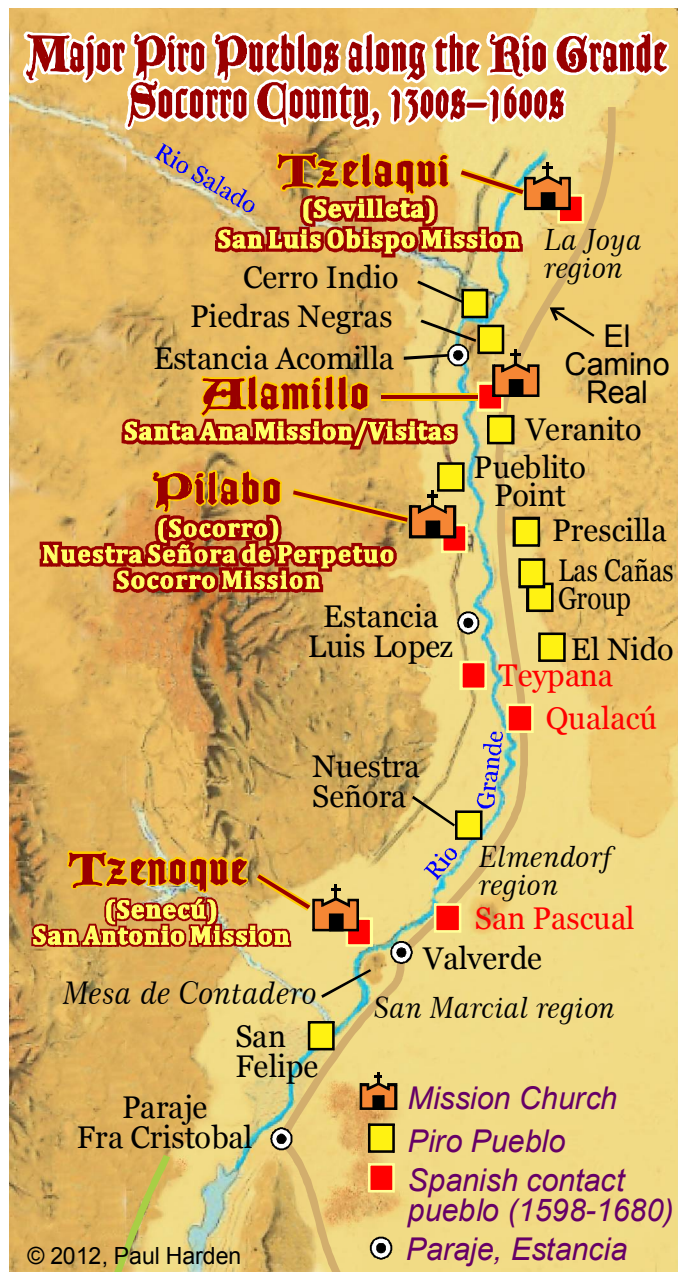 Major Piro Pueblos along the Rio Grande
Socorro County, 1300s–1600s
Rio Salado
Tzelaqui
(Sevilleta)
San Luis Obispo Mission
La Joya
region
Cerro Indio
Piedras Negras
Estancia Acomilla
El
Camino
Real
Alamillo
Santa Ana Mission/Visitas
Veranito
Pueblito
Point
Pilabo
(Socorro)
Nuestra Señora de Perpetuo
Socorro Mission
Prescilla
Las Cañas
Group
Estancia
Luis Lopez
El Nido
Teypana
Qualacú
Nuestra
Señora
Rio Grande
Elmendorf
region
Tzenoque
(Senecú)
San Antonio Mission
San Pascual
Valverde
Mesa de Contadero
San Marcial region
San
Felipe
Paraje
Fra Cristobal
Mission Church
Piro Pueblo
Spanish contact
pueblo (1598-1680)
Paraje, Estancia
© 2012, Paul Harden